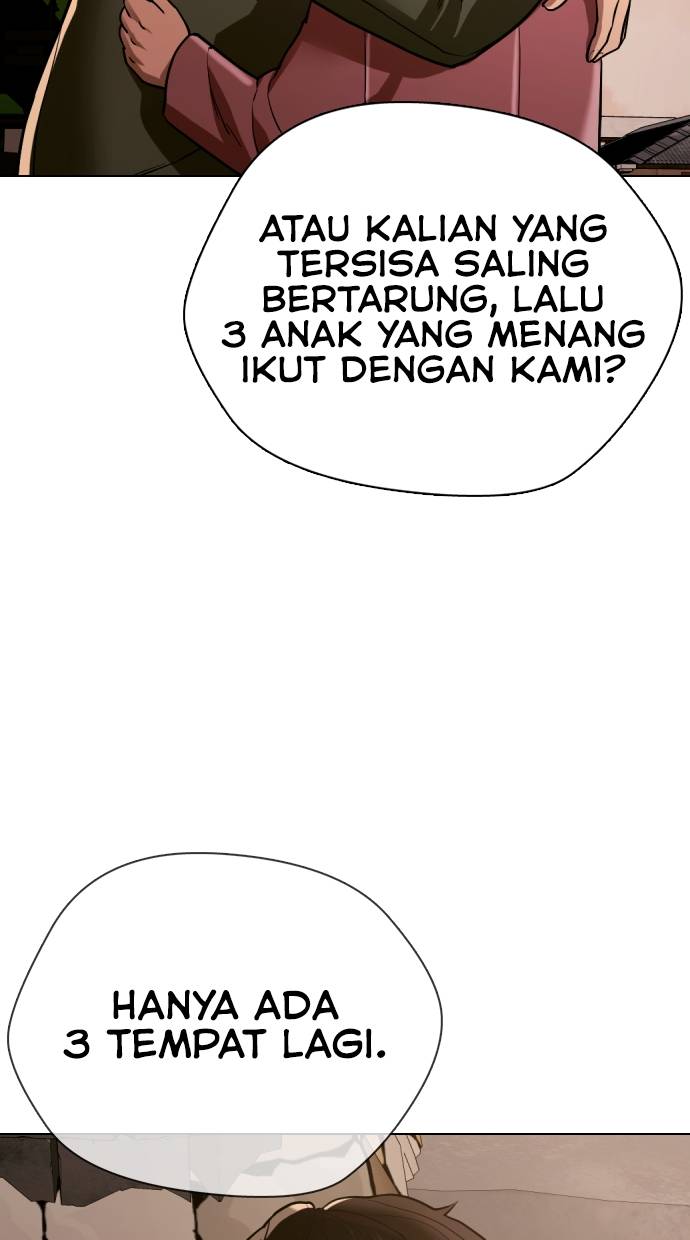 ATAU KALIAN YANG
TERSISA SALING
BERTARUNG, LALU
3 ANAK YANG MENANG
IKUT DENGAN KAMI?
HANYA ADA
3 TEMPAT LAGI.